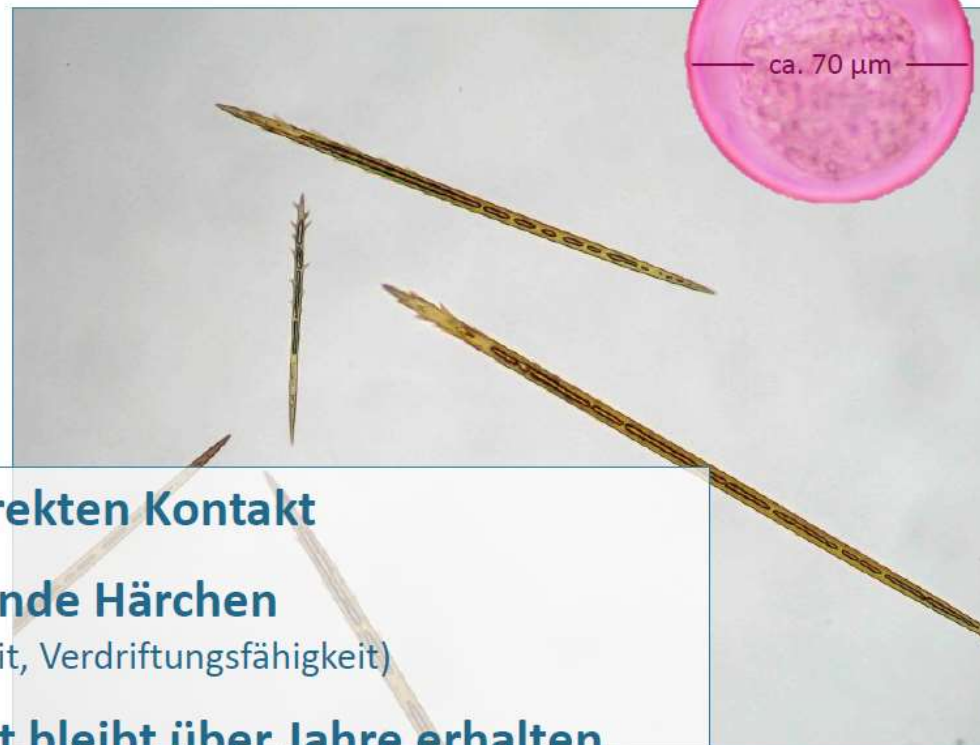 ca. 70 µm
rekten Kontakt
nde Härchen
it, Verdriftungsfähigkeit)
t bleibt über Jahre erhalten